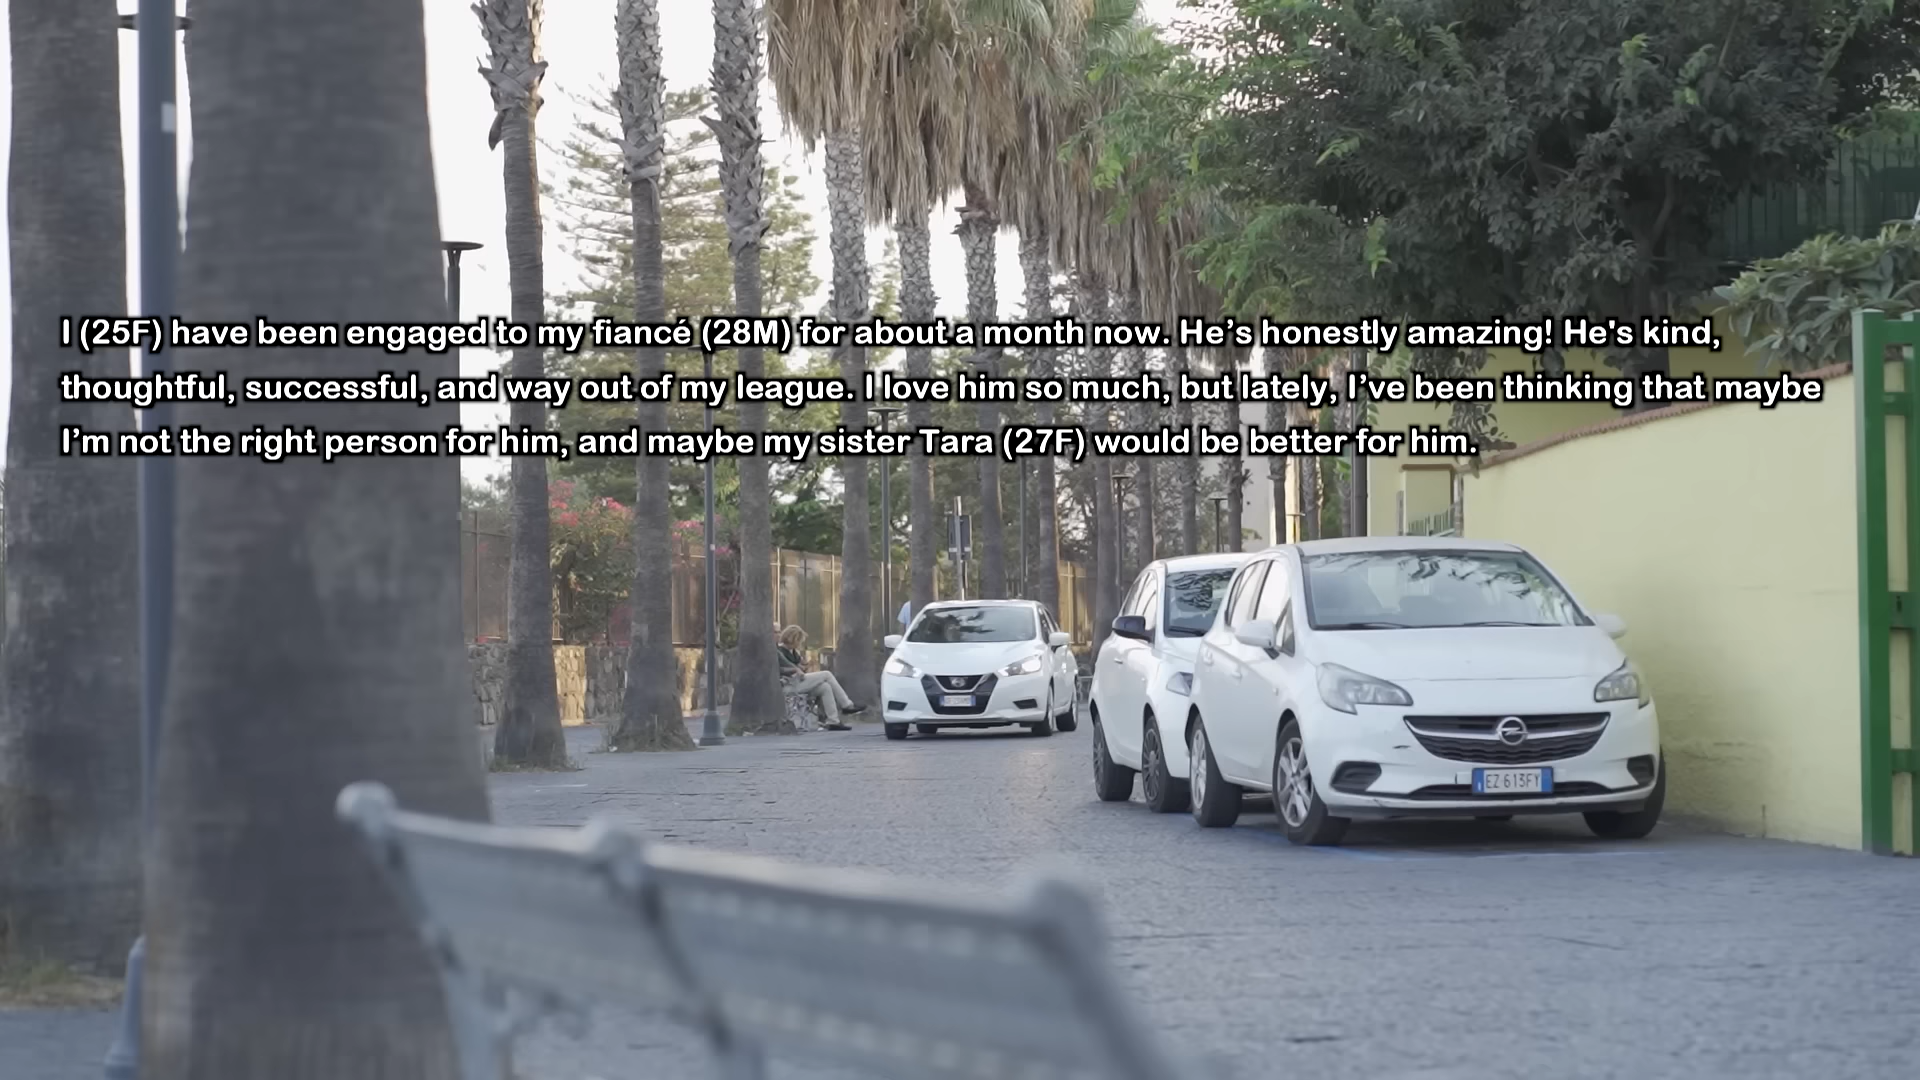 I (25F) have been engaged to my fiancé (28M) for about a month now. He’s honestly amazing! He's kind,
thoughtful, successful, and way out of my league. I love him so much, but lately, I’ve been thinking that maybe
I’m not the right person for him, and maybe my sister Tara (27F) would be better for him.
EZ 613FY